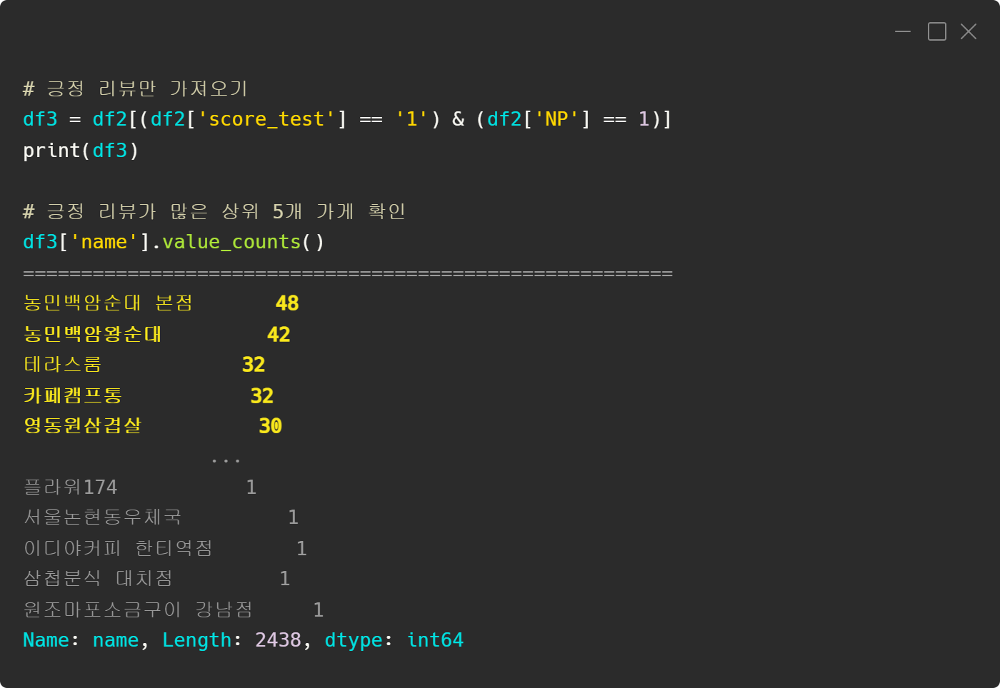 # 긍정 리뷰만 가져오기
df3 = df2[(df2['score_test'] == '1') & (df2['NP'] == 1)]
print(df3)
# 긍정 리뷰가 많은 상위 5개 가게 확인
df3['name'].value_counts()
========================================================
농민백암순대 본점 48
농민백암왕순대 42
테라스룸 32
카페캠프통 32
영동원삼겹살 30
...
플라워174 1
서울논현동우체국 1
이디야커피 한티역점 1
삼첩분식 대치점 1
원조마포소금구이 강남점 1
Name: name, Length: 2438, dtype: int64